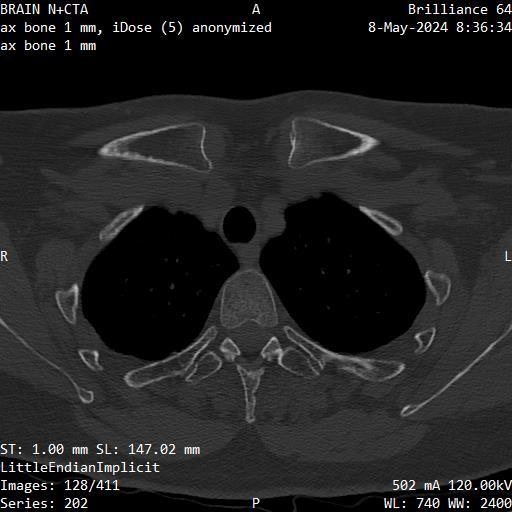 BRAIN N+CTA
A
Brilliance 64
ax bone 1 mm, iDose (5) anonymized
8-May-2024 8:36:34
ax bone 1 mm
R
L
ST: 1.00 mm SL: 147.02 mm
LittleEndianImplicit
Images: 128/411
502 mA 120.00kV
Series: 202
P
WL: 740 WW: 2400